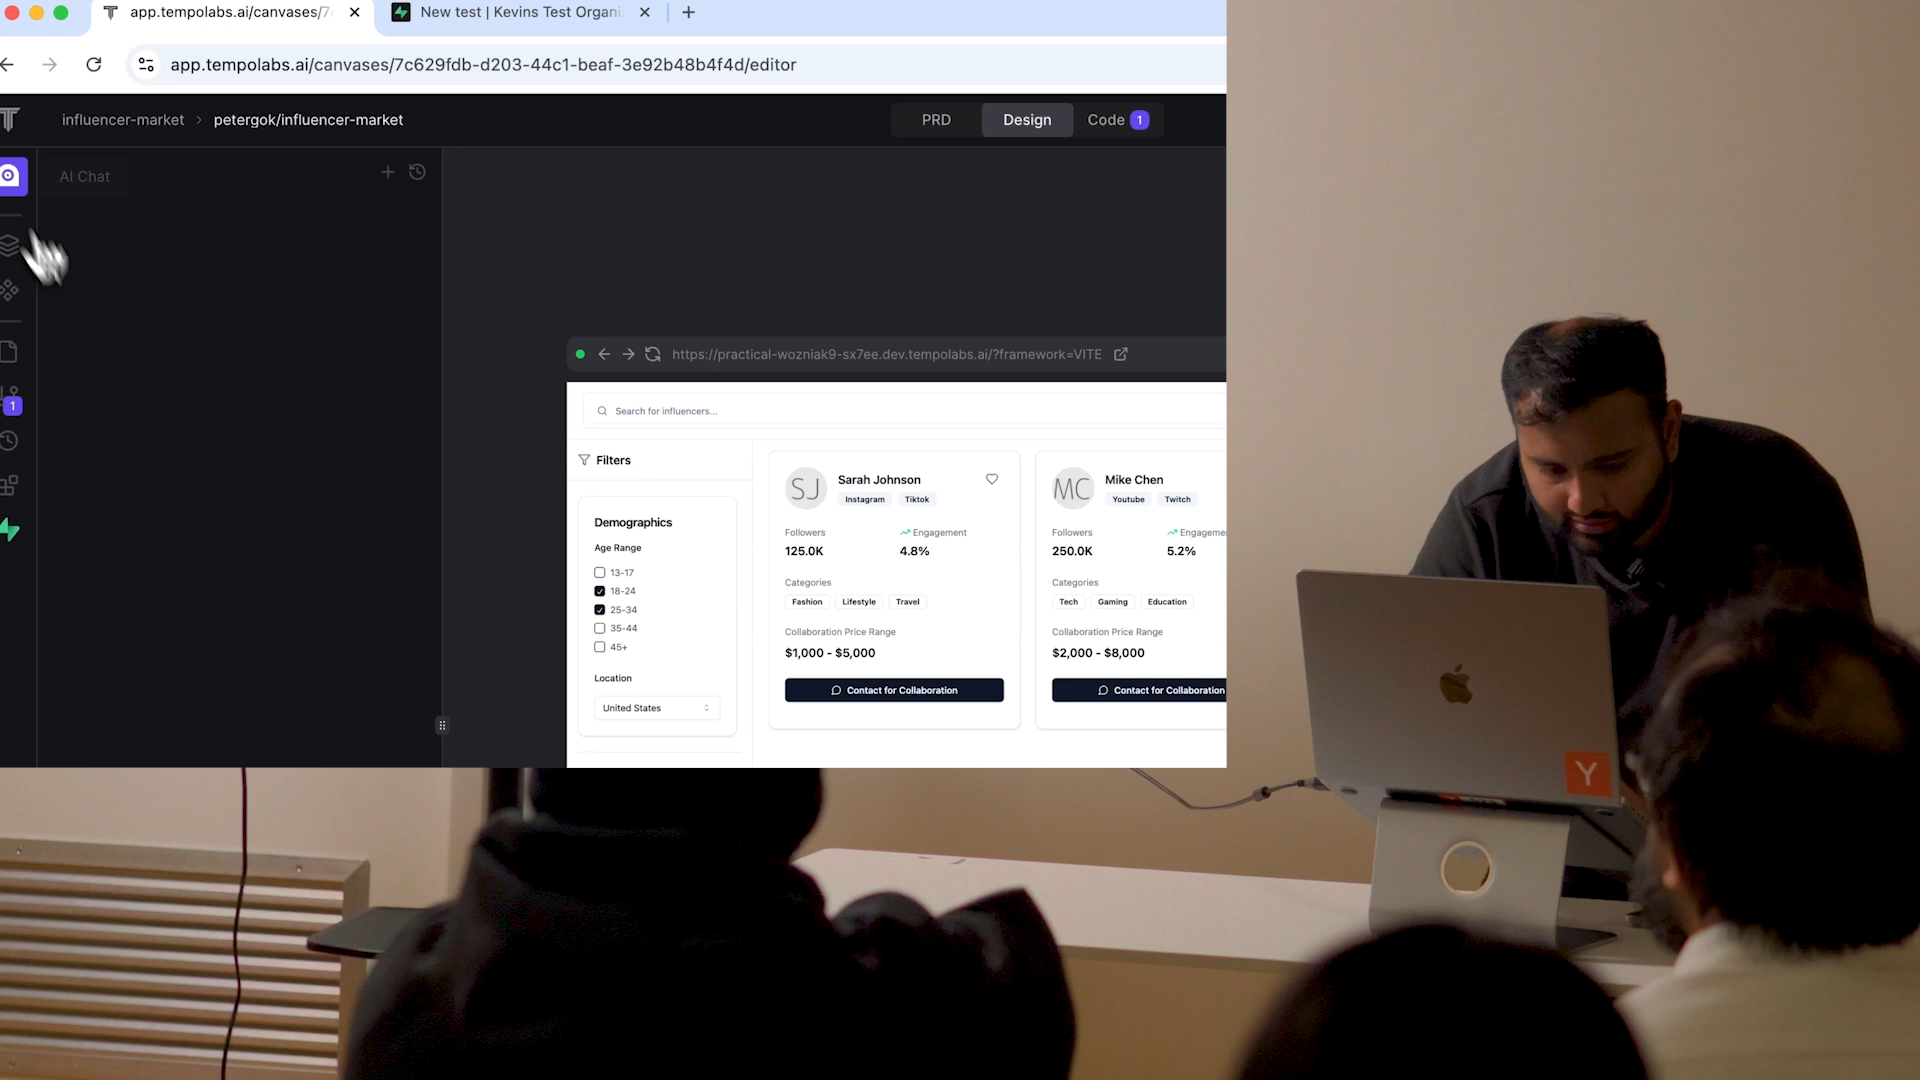 app.tempolabs.ai/canvases/7
New test | Kevins Test Organi
app.tempolabs.ai/canvases/7c629fdb-d203-44c1-beaf-3e92b48b4f4d/editor
influencer-market > petergok/influencer-market
PRD Design Code 1
AI Chat
1
https://practical-wozniak9-sx7ee.dev.tempolabs.ai/?framework=VITE
Search for influencers...
Filters
Demographics
Age Range
13-17
18-24
25-34
35-44
45+
Location
United States
SJ
Sarah Johnson
Instagram Tiktok
Followers Engagement
125.0K 4.8%
Categories
Fashion Lifestyle Travel
Collaboration Price Range
$1,000 - $5,000
Contact for Collaboration
MC
Mike Chen
Youtube Twitch
Followers Engageme
250.0K 5.2%
Categories
Tech Gaming Education
Collaboration Price Range
$2,000 - $8,000
Contact for Collaboration
Y